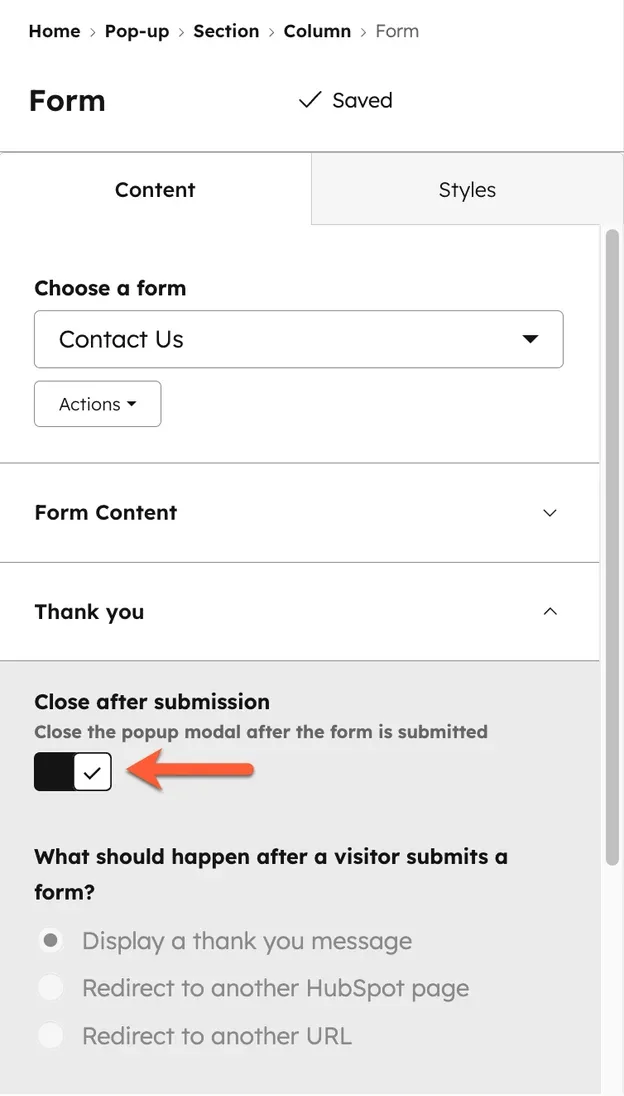 Home > Pop-up > Section > Column > Form
Form
Saved
Content
Styles
Choose a form
Contact Us
Actions
Form Content
Thank you
Close after submission
Close the popup modal after the form is submitted
What should happen after a visitor submits a
form?
Display a thank you message
Redirect to another HubSpot page
Redirect to another URL